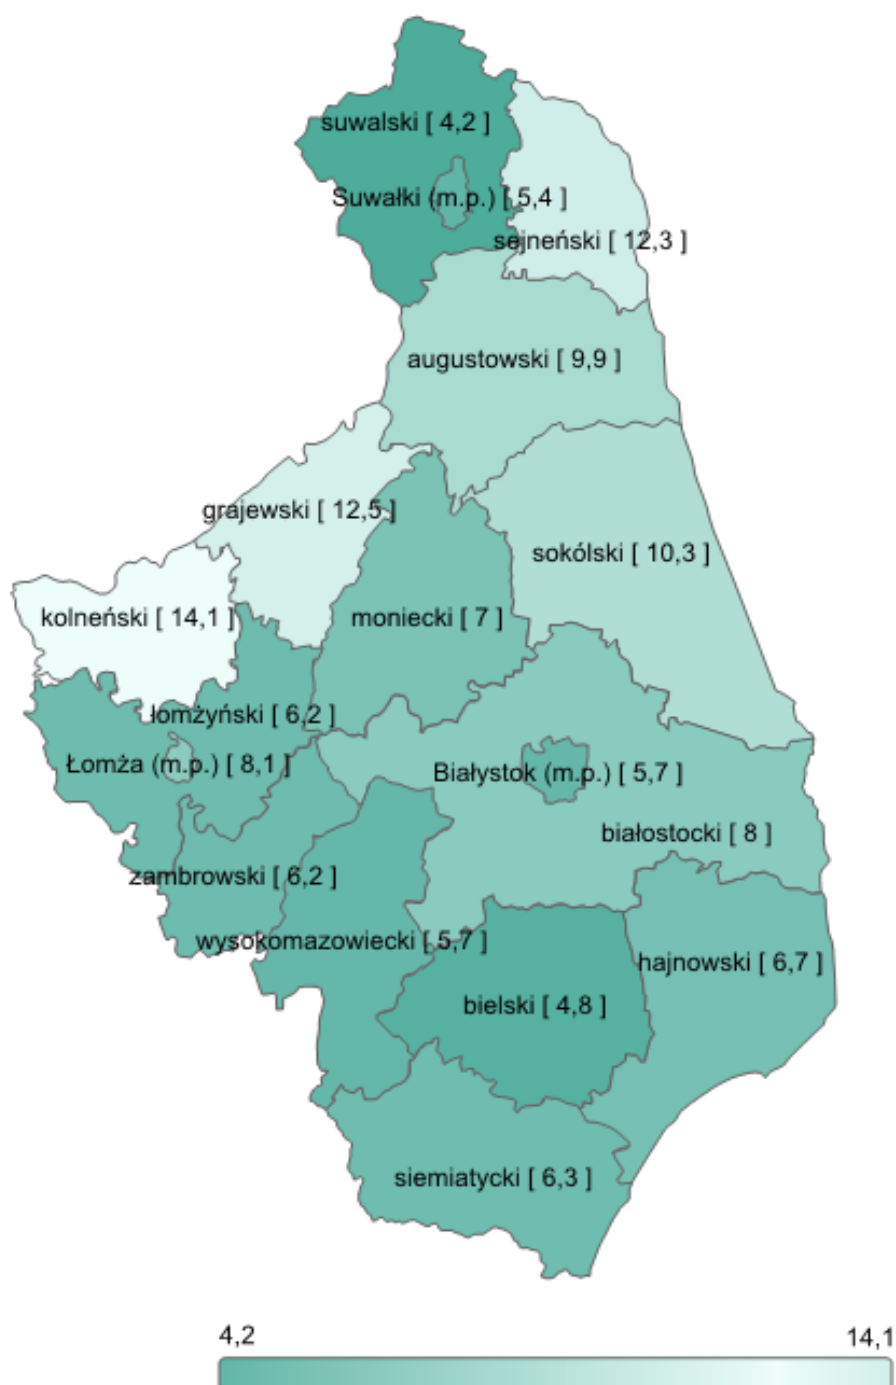 suwalski [ 4,2 ]
Suwałki (m.p.) [ 5,4 ]
sejneński [ 12,3 ]
augustowski [ 9,9 ]
grajewski [ 12,5 ]
sokólski [ 10,3 ]
kolneński [ 14,1 ]
moniecki [ 7 ]
łomżyński [ 6,2 ]
Łomża (m.p.) [ 8,1 ]
Białystok (m.p.) [ 5,7 ]
białostocki [ 8 ]
zambrowski [ 6,2 ]
wysokomazowiecki [ 5,7 ]
hajnowski [ 6,7 ]
bielski [ 4,8 ]
siemiatycki [ 6,3 ]
4,2
14,1